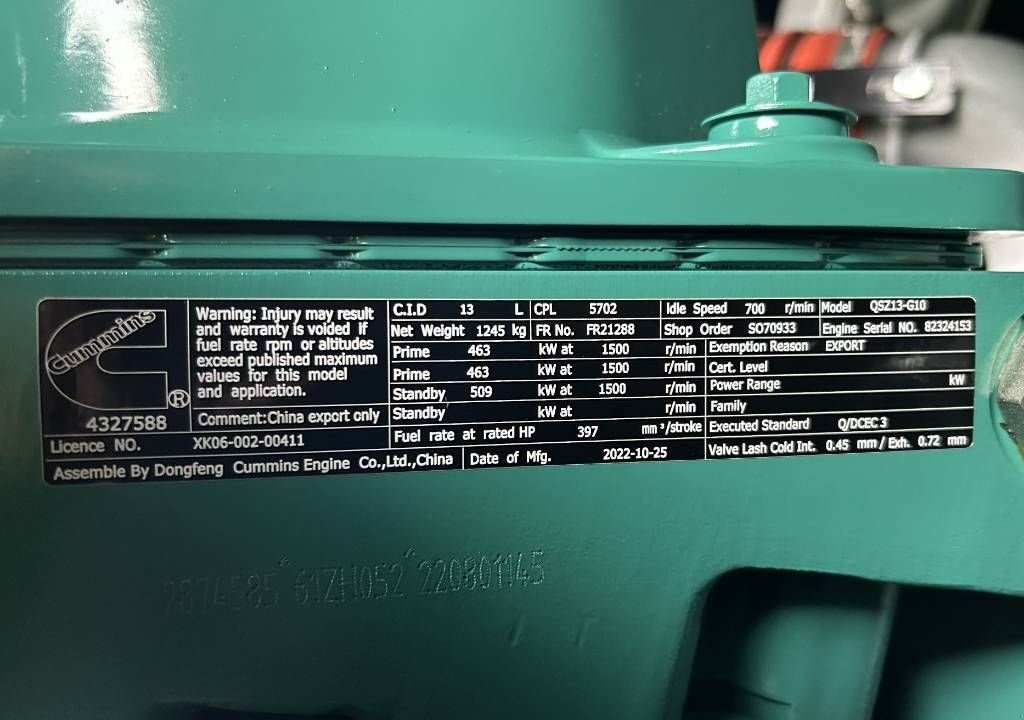 Cummins
®
4327588
Warning: Injury may result
and warranty is voided if
fuel rate rpm or altitudes
exceed published maximum
values for this model
and application.
Comment:China export only
Licence NO. XK06-002-00411
Assemble By Dongfeng Cummins Engine Co.,Ltd.,China
C.I.D 13 L CPL 5702 Idle Speed 700 r/min Model QSZ13-G10
Net Weight 1245 kg FR No. FR21288 Shop Order SO70933 Engine Serial NO. 82324153
Prime 463 kW at 1500 r/min Exemption Reason EXPORT
Prime 463 kW at 1500 r/min Cert. Level
Standby 509 kW at 1500 r/min Power Range kW
Standby kW at r/min Family
Fuel rate at rated HP 397 mm³/stroke Executed Standard Q/DCEC 3
Date of Mfg. 2022-10-25 Valve Lash Cold Int. 0.45 mm/Exh. 0.72 mm
2874585*61ZH052*220801145